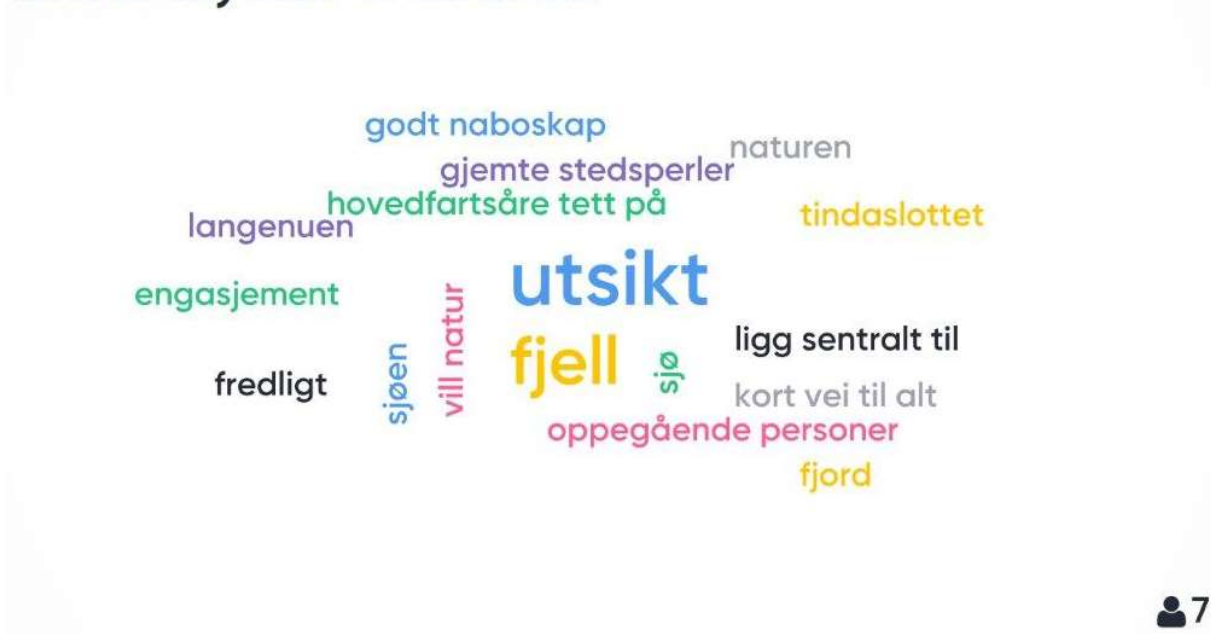 godt naboskap
naturen
gjemte stedsperler
hovedfartsåre tett på
tindaslottet
langenuen
utsikt
engasjement
vill natur
ligg sentralt til
fjell
sjø
sjøen
fredligt
kort vei til alt
oppegående personer
fjord
7